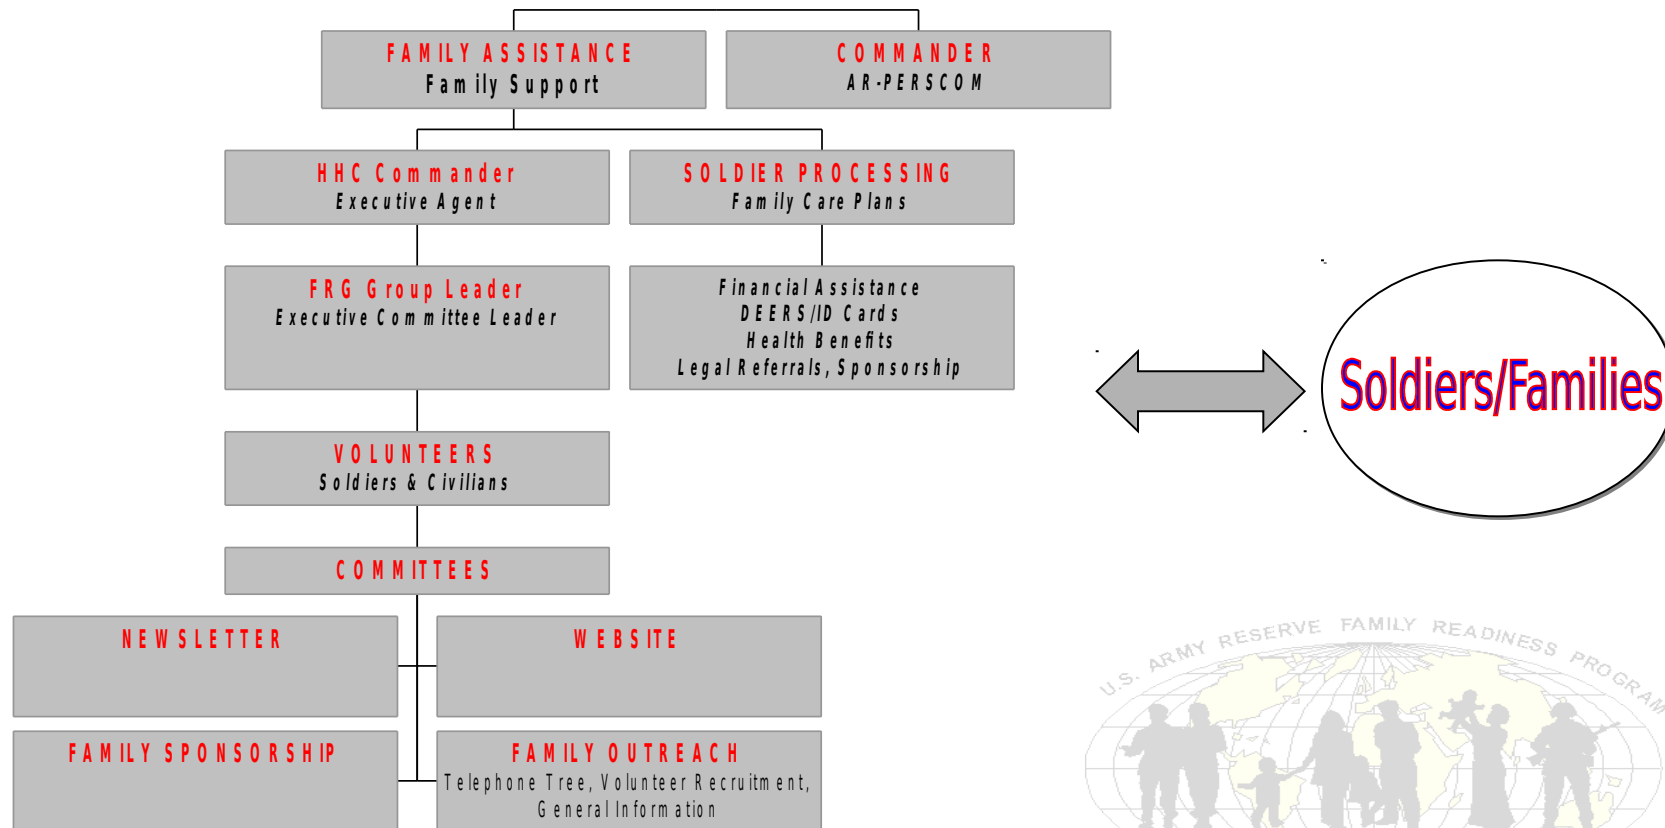 FAMILY ASSISTANCE
Family Support
COMMANDER
AR-PERSCOM
HHC Commander
Executive Agent
SOLDIER PROCESSING
Family Care Plans
FRG Group Leader
Executive Committee Leader
Financial Assistance
DEERS/ID Cards
Health Benefits
Legal Referrals, Sponsorship
Soldiers/Families
VOLUNTEERS
Soldiers & Civilians
COMMITTEES
NEWSLETTER
WEBSITE
FAMILY SPONSORSHIP
FAMILY OUTREACH
Telephone Tree, Volunteer Recruitment,
General Information
U.S. ARMY RESERVE FAMILY READINESS PROGRAM